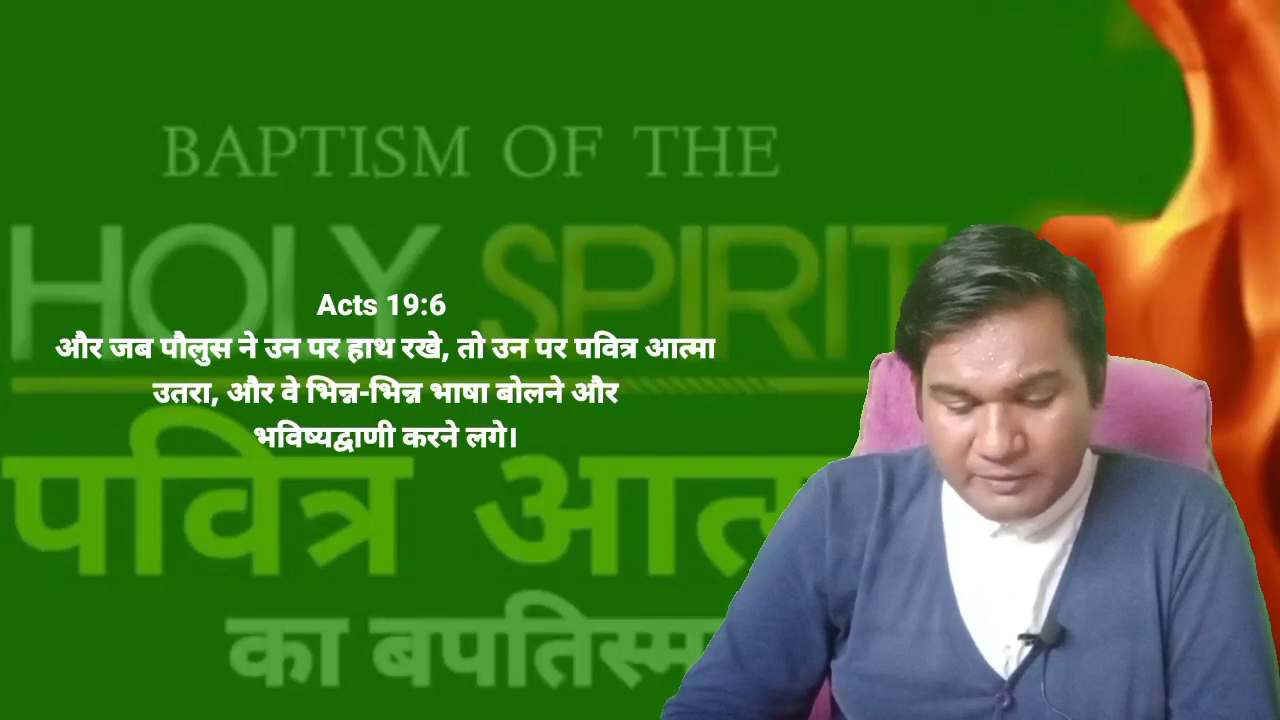 BAPTISM OF THE
HOLY SPIRIT
Acts 19:6
और जब पौलुस ने उन पर हाथ रखे, तो उन पर पवित्र आत्मा
उतरा, और वे भिन्न-भिन्न भाषा बोलने और
भविष्यद्वाणी करने लगे।
पवित्र
का